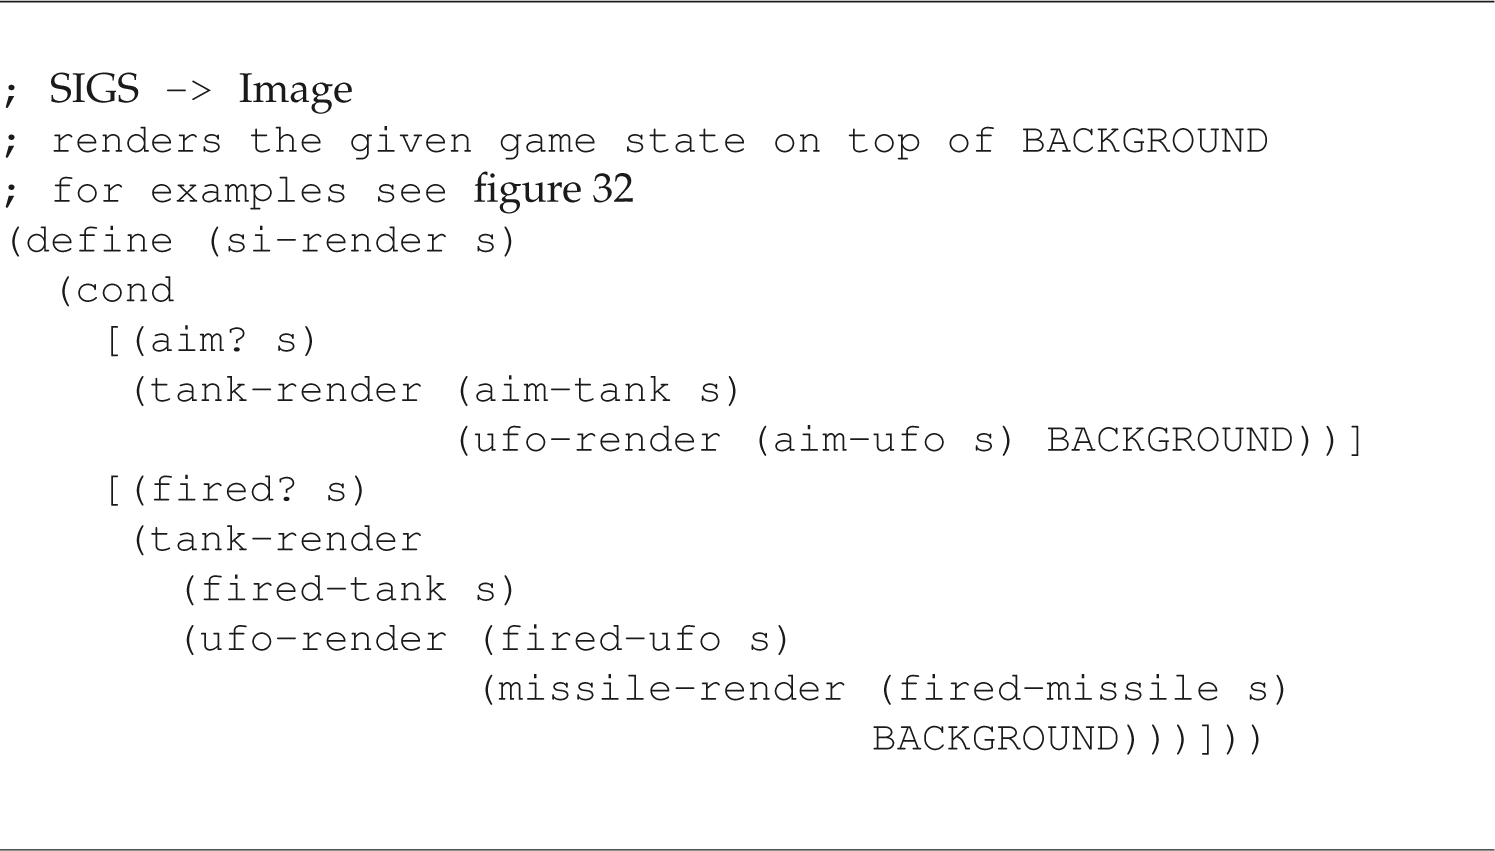 ; SIGS -> Image
; renders the given game state on top of BACKGROUND
; for examples see figure 32
(define (si-render s)
  (cond
    [(aim? s)
     (tank-render (aim-tank s)
                  (ufo-render (aim-ufo s) BACKGROUND))]
    [(fired? s)
     (tank-render
       (fired-tank s)
       (ufo-render (fired-ufo s)
                   (missile-render (fired-missile s)
                                   BACKGROUND)))]))